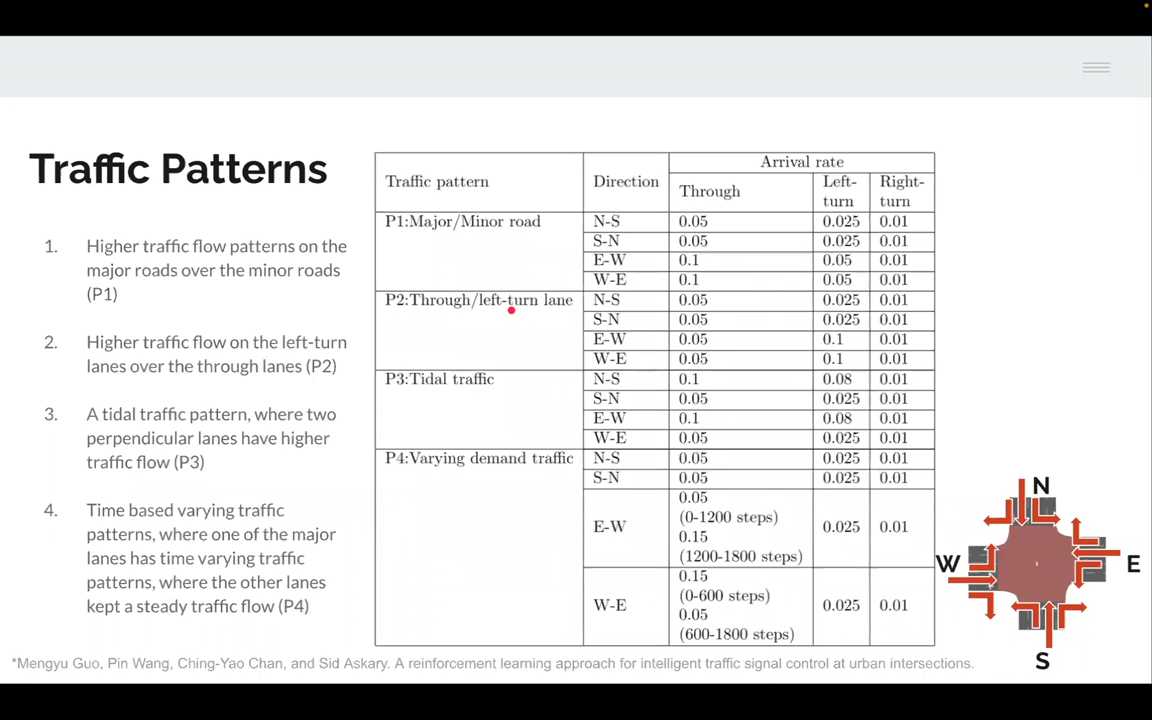 Traffic Patterns
1. Higher traffic flow patterns on the
major roads over the minor roads
(P1)
2. Higher traffic flow on the left-turn
lanes over the through lanes (P2)
3. A tidal traffic pattern, where two
perpendicular lanes have higher
traffic flow (P3)
4. Time based varying traffic
patterns, where one of the major
lanes has time varying traffic
patterns, where the other lanes
kept a steady traffic flow (P4)
Traffic pattern Direction Arrival rate
Through Left-turn Right-turn
P1:Major/Minor road N-S 0.05 0.025 0.01
S-N 0.05 0.025 0.01
E-W 0.1 0.05 0.01
W-E 0.1 0.05 0.01
P2:Through/left-turn lane N-S 0.05 0.025 0.01
S-N 0.05 0.025 0.01
E-W 0.05 0.1 0.01
W-E 0.05 0.1 0.01
P3:Tidal traffic N-S 0.1 0.08 0.01
S-N 0.05 0.025 0.01
E-W 0.1 0.08 0.01
W-E 0.05 0.025 0.01
P4:Varying demand traffic N-S 0.05 0.025 0.01
S-N 0.05 0.025 0.01
E-W 0.05
(0-1200 steps)
0.15
(1200-1800 steps) 0.025 0.01
W-E 0.15
(0-600 steps)
0.05
(600-1800 steps) 0.025 0.01
N
W
E
S
*Mengyu Guo, Pin Wang, Ching-Yao Chan, and Sid Askary. A reinforcement learning approach for intelligent traffic signal control at urban intersections.